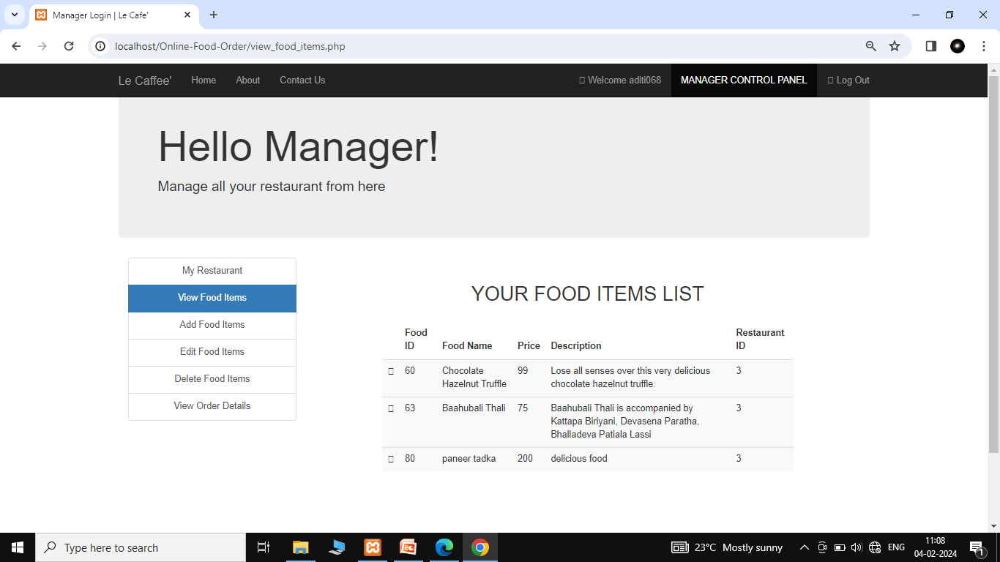 Manager Login | Le Cafe'
localhost/Online-Food-Order/view_food_items.php
Le Caffee' Home About Contact Us Welcome aditi068 MANAGER CONTROL PANEL Log Out
Hello Manager!
Manage all your restaurant from here
My Restaurant
View Food Items
Add Food Items
Edit Food Items
Delete Food Items
View Order Details
YOUR FOOD ITEMS LIST
Food Restaurant
ID Food Name Price Description ID
60 Chocolate 99 Lose all senses over this very delicious 3
Hazelnut Truffle chocolate hazelnut truffle.
63 Baahubali Thali 75 Baahubali Thali is accompanied by 3
Kattapa Biriyani, Devasena Paratha,
Bhalladeva Patiala Lassi
80 paneer tadka 200 delicious food 3
Type here to search 23°C Mostly sunny ENG 11:08
04-02-2024 1